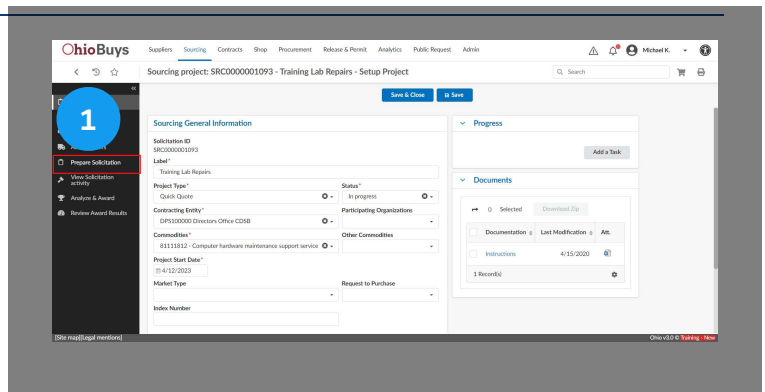 OhioBuys
Suppliers Sourcing Contracts Shop Procurement Release & Permit Analytics Public Request Admin
Michael K.
Sourcing project: SRC0000001093 - Training Lab Repairs - Setup Project
Search
Save & Close
Save
1
Prepare Solicitation
View Solicitation activity
Analyze & Award
Review Award Results
Sourcing General Information
Solicitation ID
SRC0000001093
Label*
Training Lab Repairs
Project Type* Status*
Quick Quote In progress
Contracting Entity* Participating Organizations
DPS100000 Directors Office CDSB
Commodities* Other Commodities
81111812 - Computer hardware maintenance support service
Project Start Date*
4/12/2023
Market Type Request to Purchase
Index Number
Progress
Add a Task
Documents
0 Selected Download Zip
Documentation Last Modification Att.
Instructions 4/15/2020
1 Record(s)
[Site map][Legal mentions]
Ohio v3.0 © Training - New